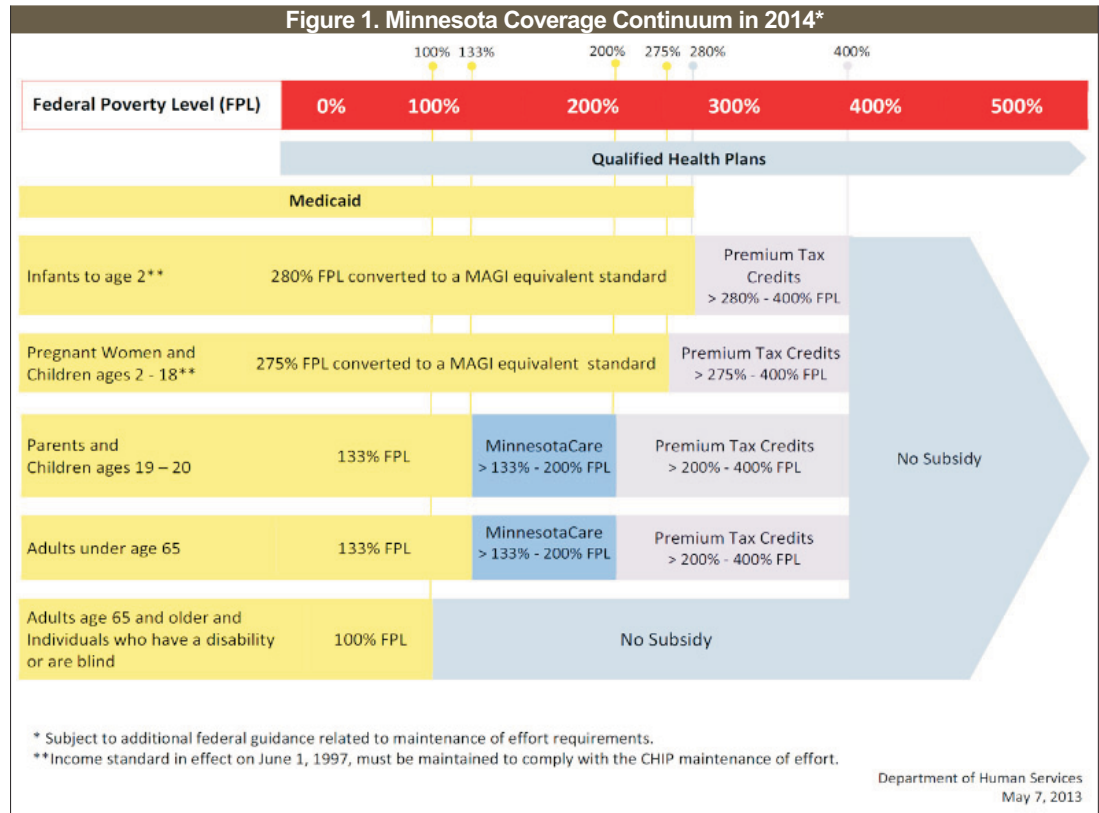 Figure 1. Minnesota Coverage Continuum in 2014*
100% 133% 200% 275% 280% 400%
Federal Poverty Level (FPL) 0% 100% 200% 300% 400% 500%
Qualified Health Plans
Medicaid
Infants to age 2**
280% FPL converted to a MAGI equivalent standard
Premium Tax
Credits
> 280% - 400% FPL
Pregnant Women and
Children ages 2 - 18**
275% FPL converted to a MAGI equivalent standard
Premium Tax Credits
> 275% - 400% FPL
Parents and
Children ages 19 – 20
133% FPL
MinnesotaCare
> 133% - 200% FPL
Premium Tax Credits
> 200% - 400% FPL
No Subsidy
Adults under age 65
133% FPL
MinnesotaCare
> 133% - 200% FPL
Premium Tax Credits
> 200% - 400% FPL
Adults age 65 and older and
Individuals who have a disability
or are blind
100% FPL
No Subsidy
* Subject to additional federal guidance related to maintenance of effort requirements.
**Income standard in effect on June 1, 1997, must be maintained to comply with the CHIP maintenance of effort.
Department of Human Services
May 7, 2013